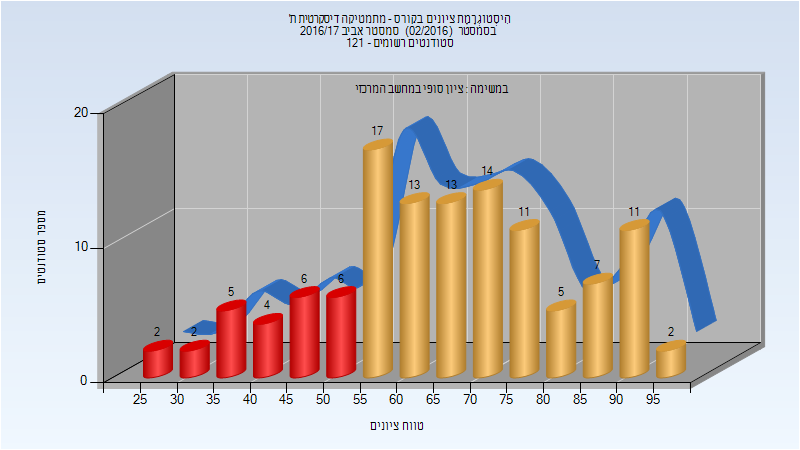 היסטוגרמת ציונים בקורס - מתמטיקה דיסקרטית ח'
בסמסטר (02/2016) סמסטר אביב 2016/17
סטודנטים רשומים - 121
במשימה : ציון סופי במחשב המרכזי
מספר סטודנטים
20
10
0
2
2
5
4
6
6
17
13
13
14
11
5
7
11
2
25 30 35 40 45 50 55 60 65 70 75 80 85 90 95
טווח ציונים